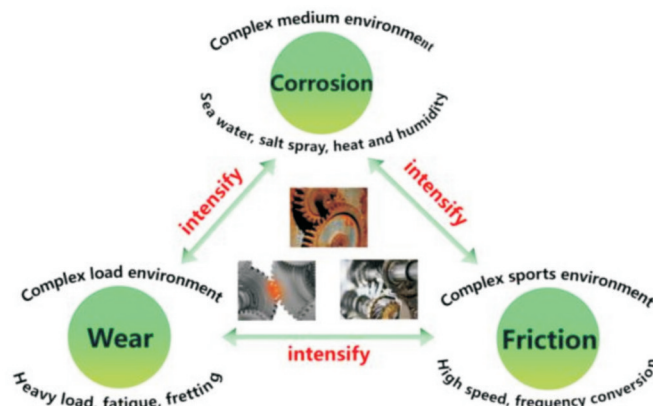 Complex medium environment
Corrosion
Sea water, salt spray, heat and humidity
intensify
intensify
Complex load environment
Wear
Heavy load, fatigue, fretting
intensify
Complex sports environment
Friction
High speed, frequency conversion